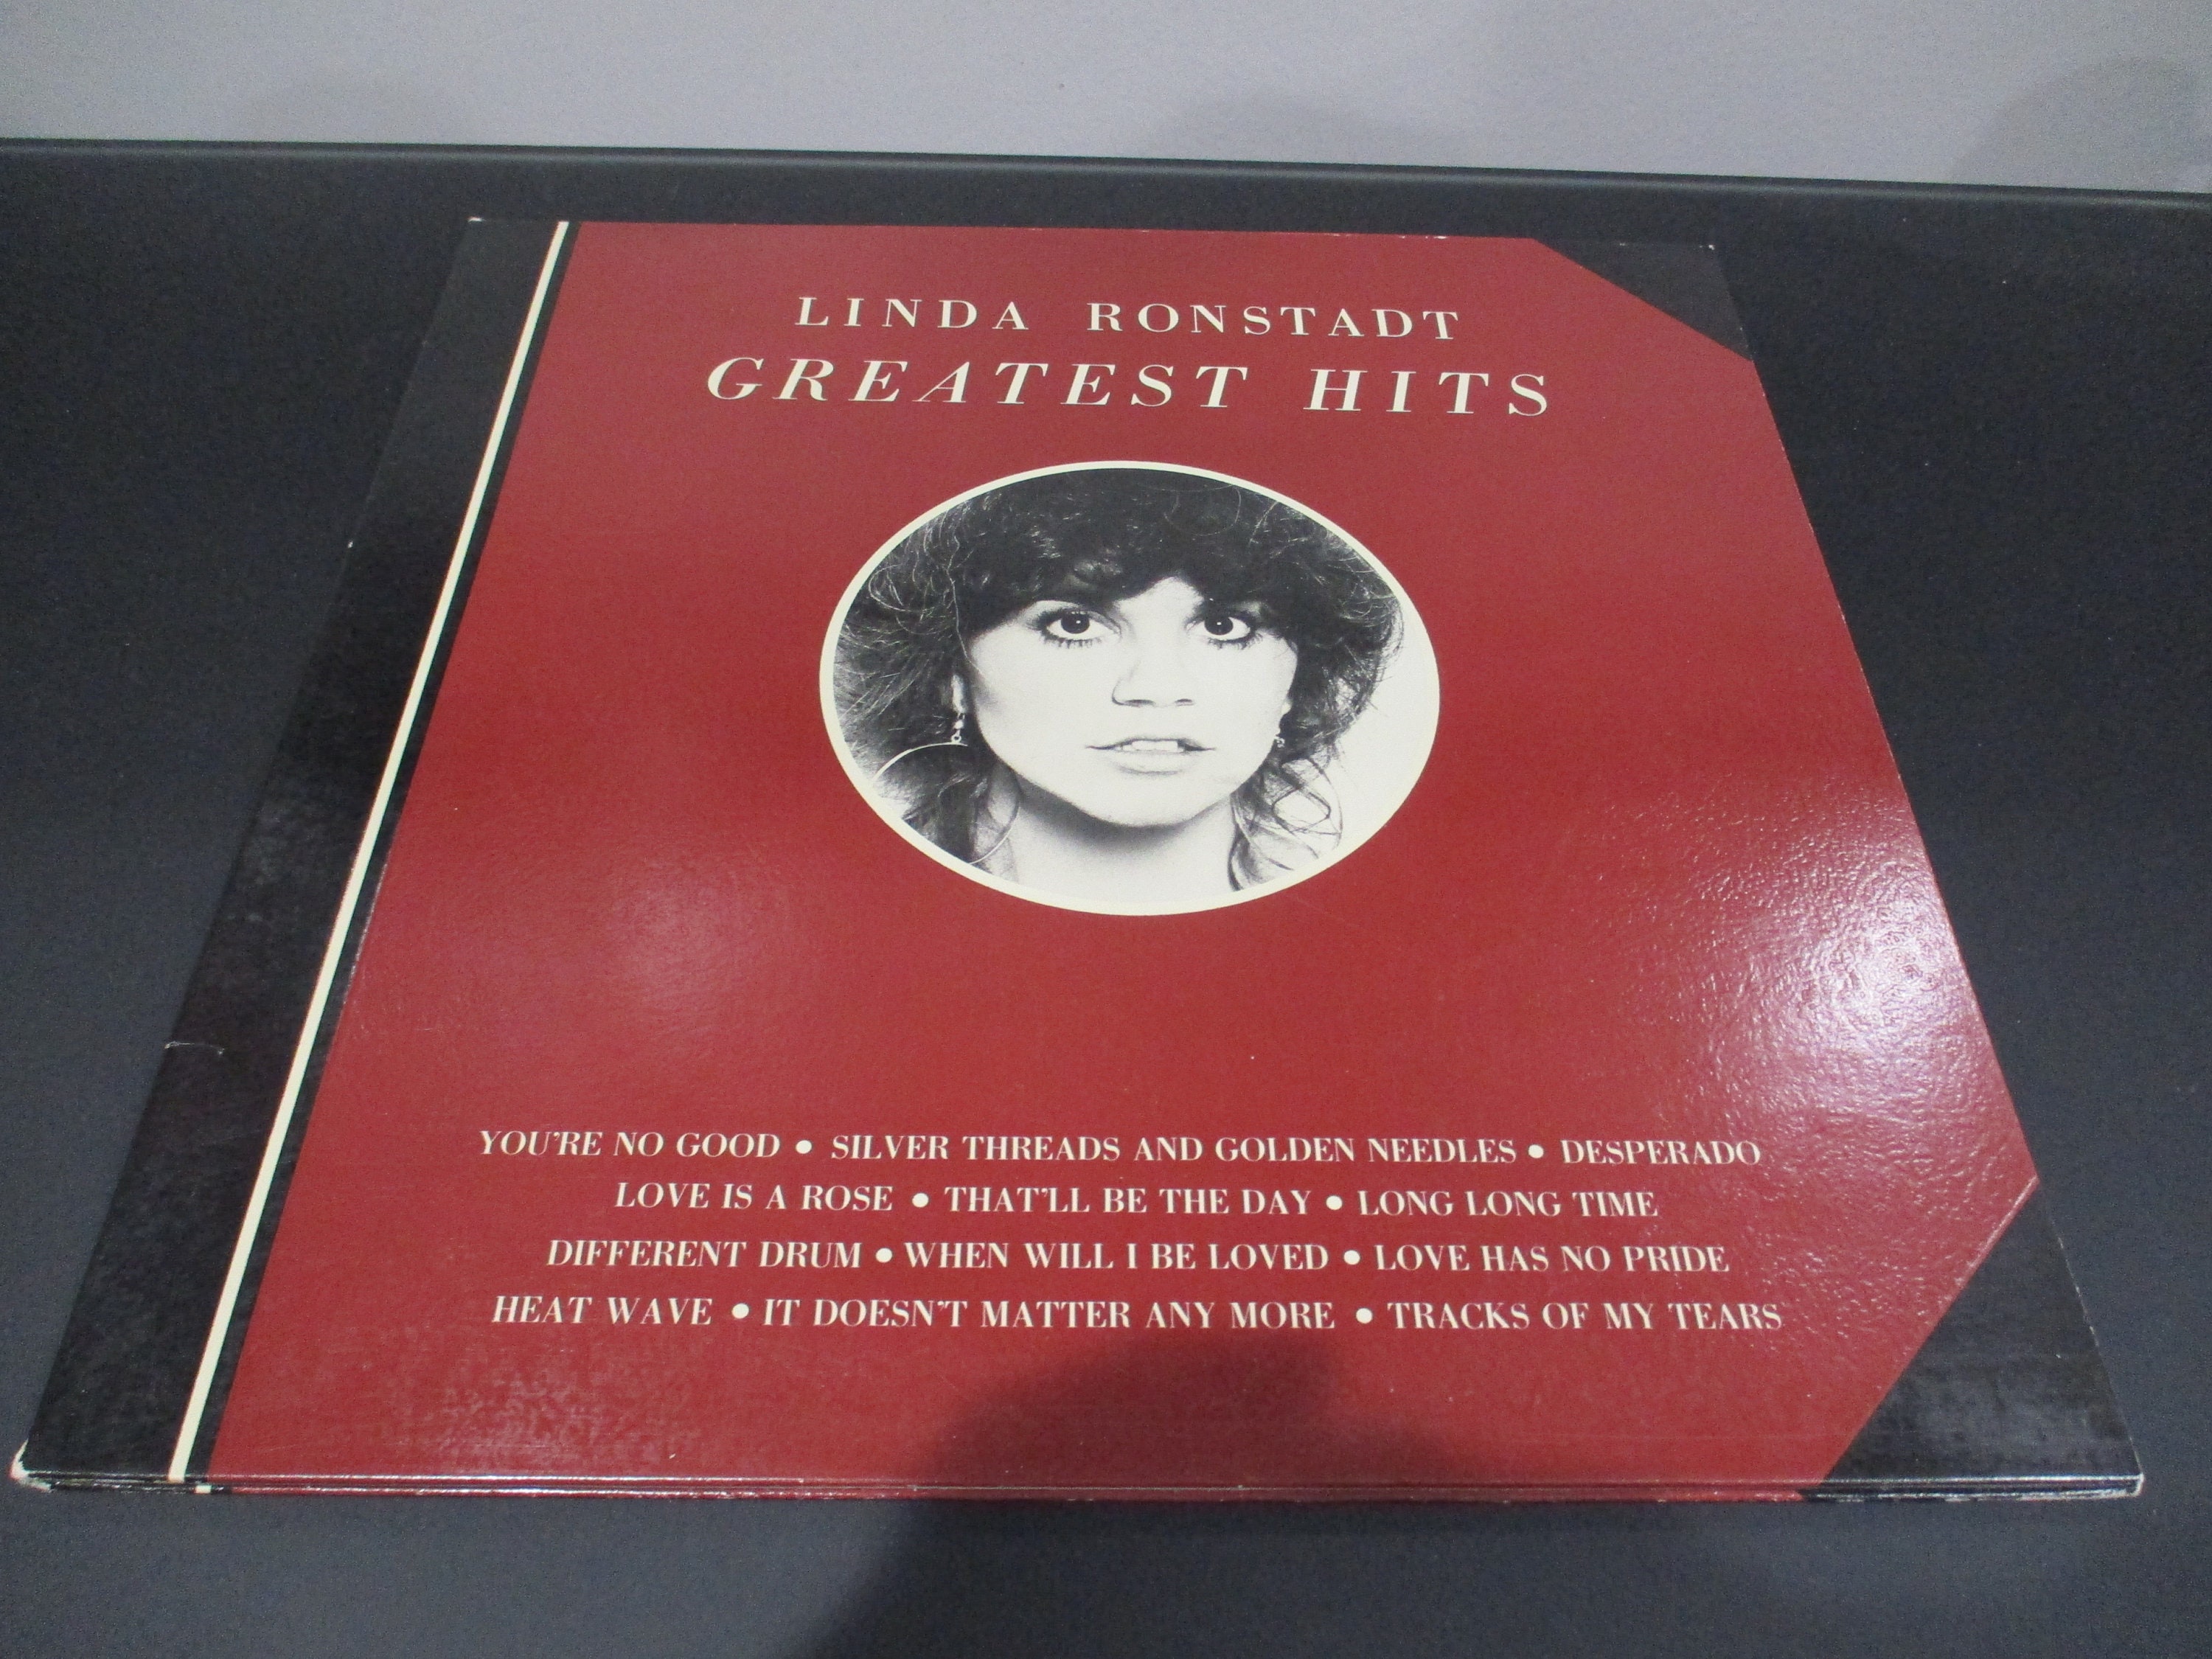 LINDA RONSTADT
GREATEST HITS
YOU'RE NO GOOD • SILVER THREADS AND GOLDEN NEEDLES • DESPERADO
LOVE IS A ROSE • THAT'LL BE THE DAY • LONG LONG TIME
DIFFERENT DRUM • WHEN WILL I BE LOVED • LOVE HAS NO PRIDE
HEAT WAVE • IT DOESN'T MATTER ANY MORE • TRACKS OF MY TEARS